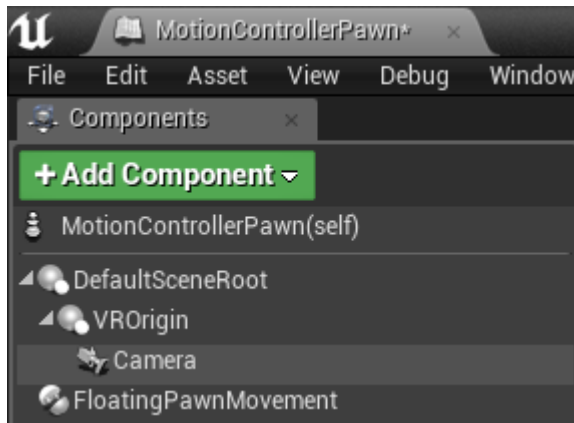 MotionControllerPawn*
File Edit Asset View Debug Window
Components
+ Add Component
MotionControllerPawn(self)
DefaultSceneRoot
VROrigin
Camera
FloatingPawnMovement